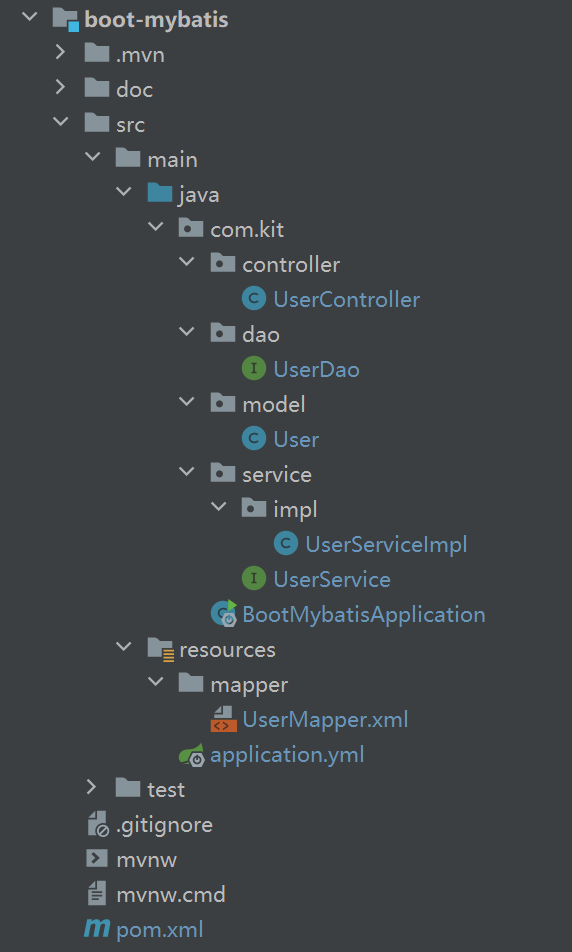 boot-mybatis
.mvn
doc
src
main
java
com.kit
controller
UserController
dao
UserDao
model
User
service
impl
UserServiceImpl
UserService
BootMybatisApplication
resources
mapper
UserMapper.xml
application.yml
test
.gitignore
mvnw
mvnw.cmd
pom.xml